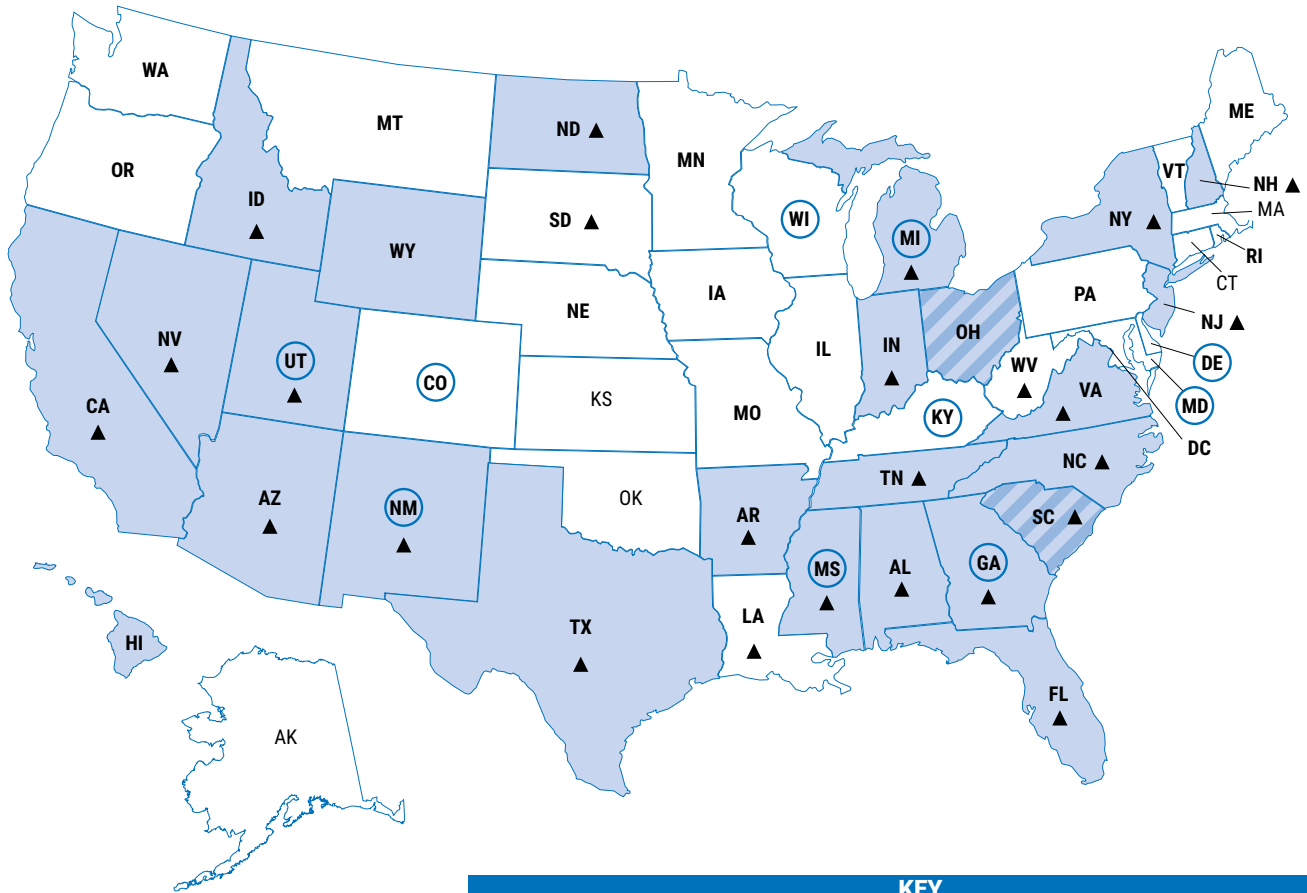 WA
MT
ND ▲
MN
ME
OR
ID
▲
SD ▲
WI
MI
▲
VT
NH ▲
MA
NY ▲
RI
CT
WY
IA
PA
NE
NJ ▲
NV
▲
UT
▲
CO
IL
IN
▲
OH
DE
WV
▲
MD
VA
▲
DC
CA
▲
KS
MO
KY
NC ▲
TN ▲
AZ
▲
NM
▲
OK
AR
▲
SC ▲
MS
▲
AL
▲
GA
▲
LA
▲
TX
▲
HI
FL
▲
AK
KEY